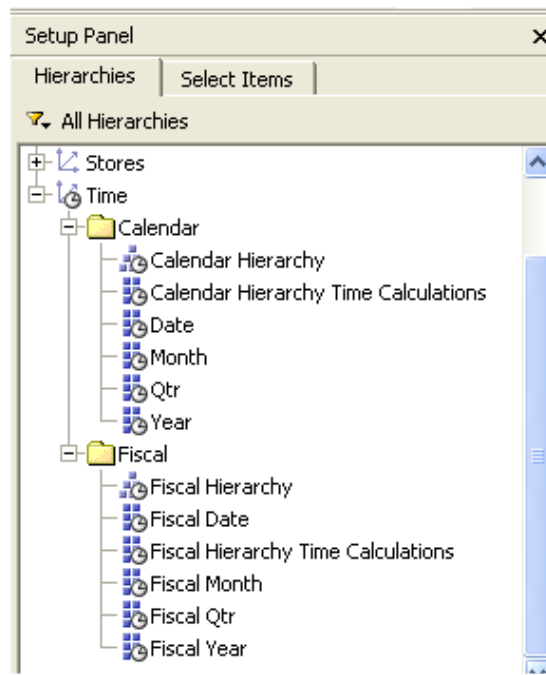 Setup Panel
Hierarchies
Select Items
All Hierarchies
Stores
Time
Calendar
Calendar Hierarchy
Calendar Hierarchy Time Calculations
Date
Month
Qtr
Year
Fiscal
Fiscal Hierarchy
Fiscal Date
Fiscal Hierarchy Time Calculations
Fiscal Month
Fiscal Qtr
Fiscal Year